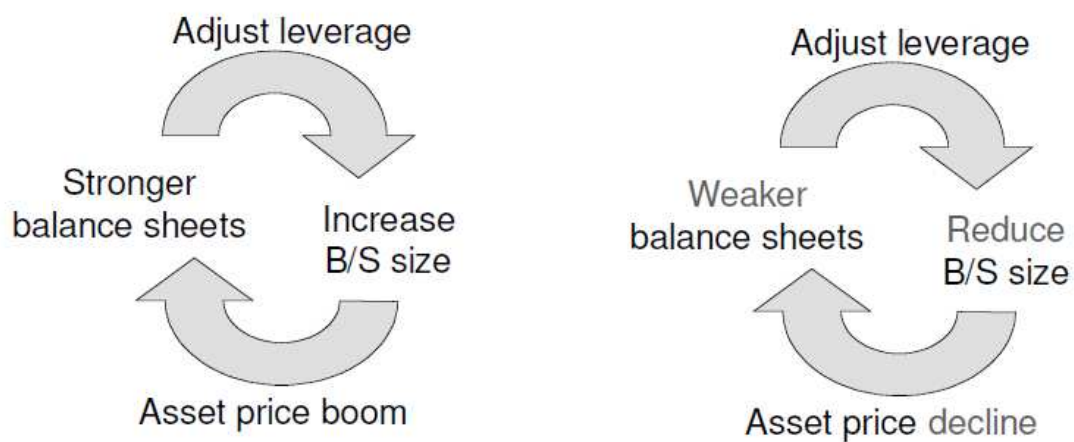 Adjust leverage
Stronger
balance sheets
Increase
B/S size
Asset price boom
Adjust leverage
Weaker
balance sheets
Reduce
B/S size
Asset price decline